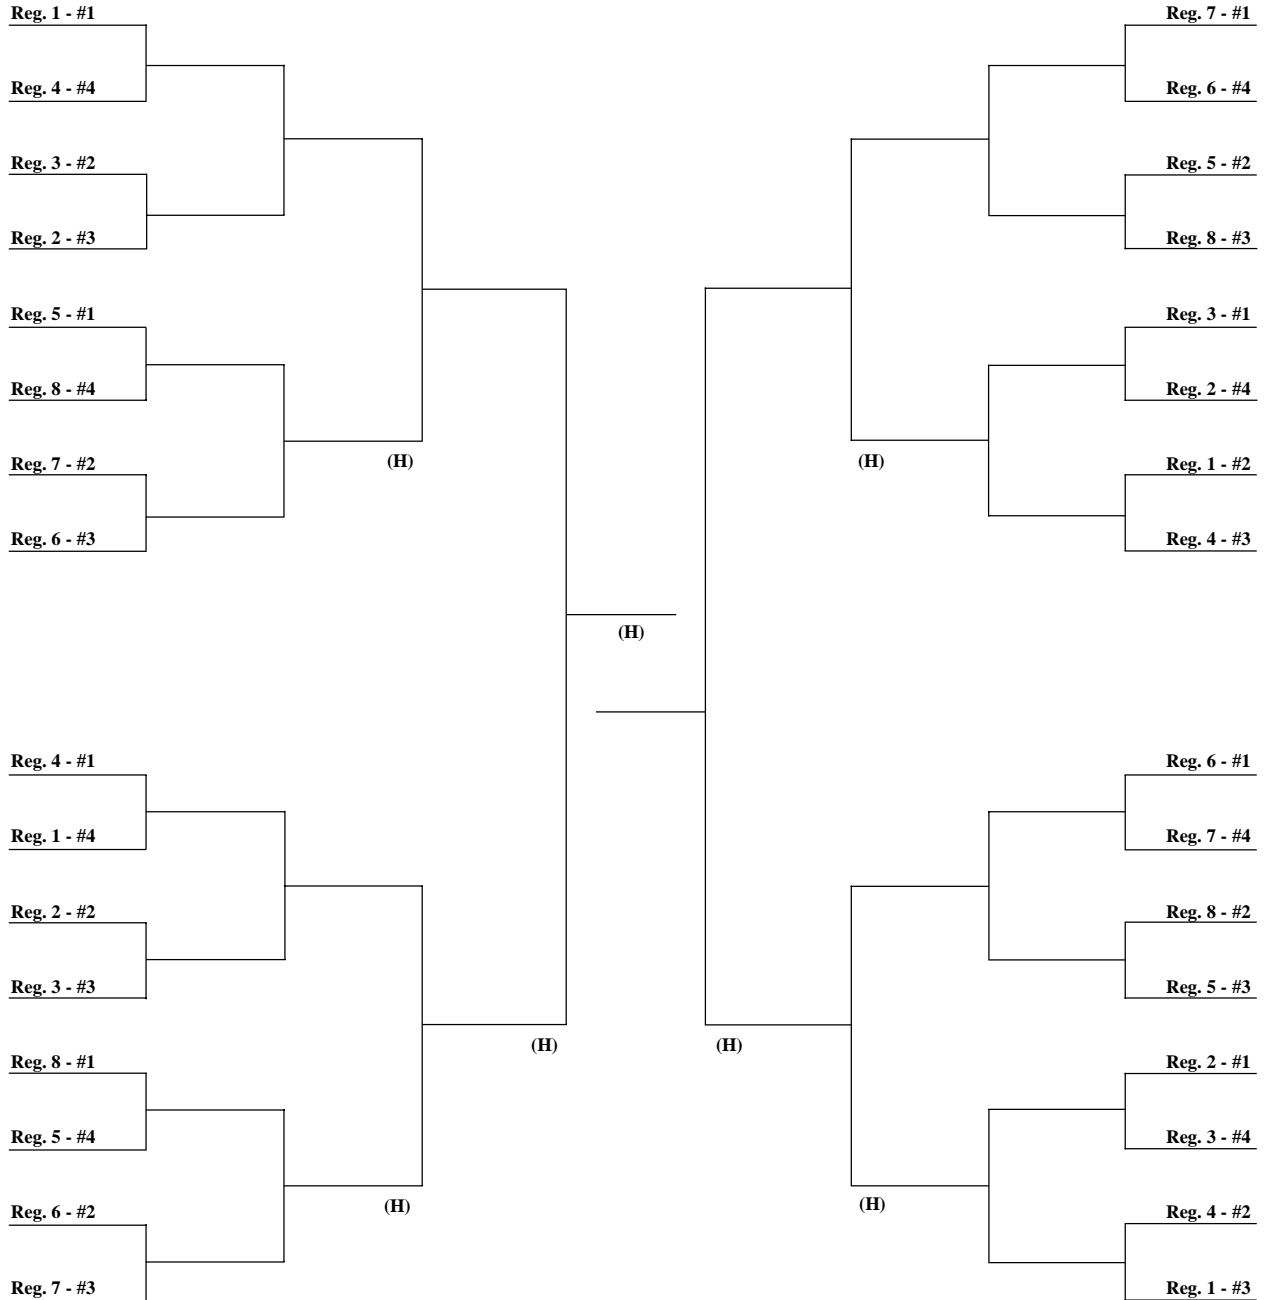 Reg. 1 - #1
Reg. 4 - #4
Reg. 3 - #2
Reg. 2 - #3
Reg. 5 - #1
Reg. 8 - #4
(H)
Reg. 7 - #2
Reg. 6 - #3
(H)
Reg. 4 - #1
Reg. 1 - #4
Reg. 2 - #2
Reg. 3 - #3
(H)
Reg. 8 - #1
Reg. 5 - #4
(H)
Reg. 6 - #2
Reg. 7 - #3
Reg. 7 - #1
Reg. 6 - #4
Reg. 5 - #2
Reg. 8 - #3
Reg. 3 - #1
Reg. 2 - #4
(H)
Reg. 1 - #2
Reg. 4 - #3
Reg. 6 - #1
Reg. 7 - #4
Reg. 8 - #2
Reg. 5 - #3
(H)
Reg. 2 - #1
Reg. 3 - #4
(H)
Reg. 4 - #2
Reg. 1 - #3